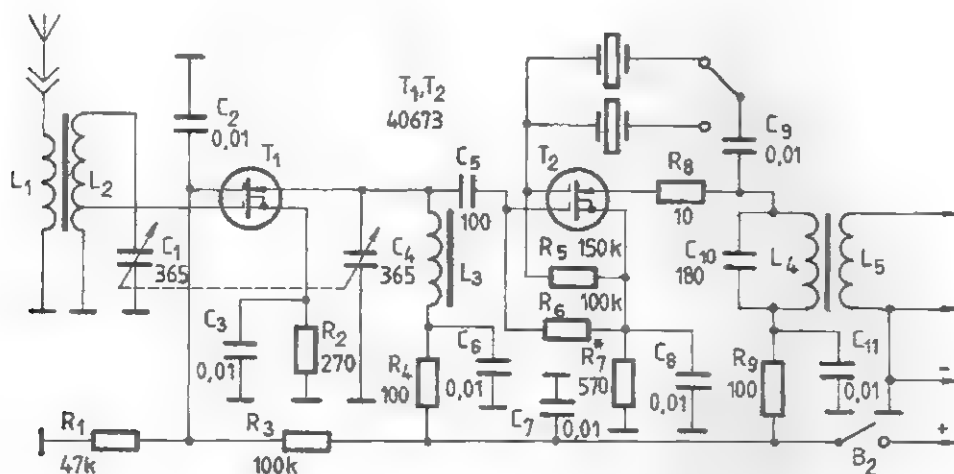 T1,T2
40673
C2
0,01
T1
C5
100
T2
C9
0,01
R8
10
L1
L2
C1
365
C4
365
L3
R5 150k
100k
R6
C10
180
L4
L5
C3
0,01
R2
270
R4
100
C6
0,01
R7*
570
C8
0,01
R9
100
C11
0,01
C7
0,01
R1
47k
R3
100k
B2
-
+